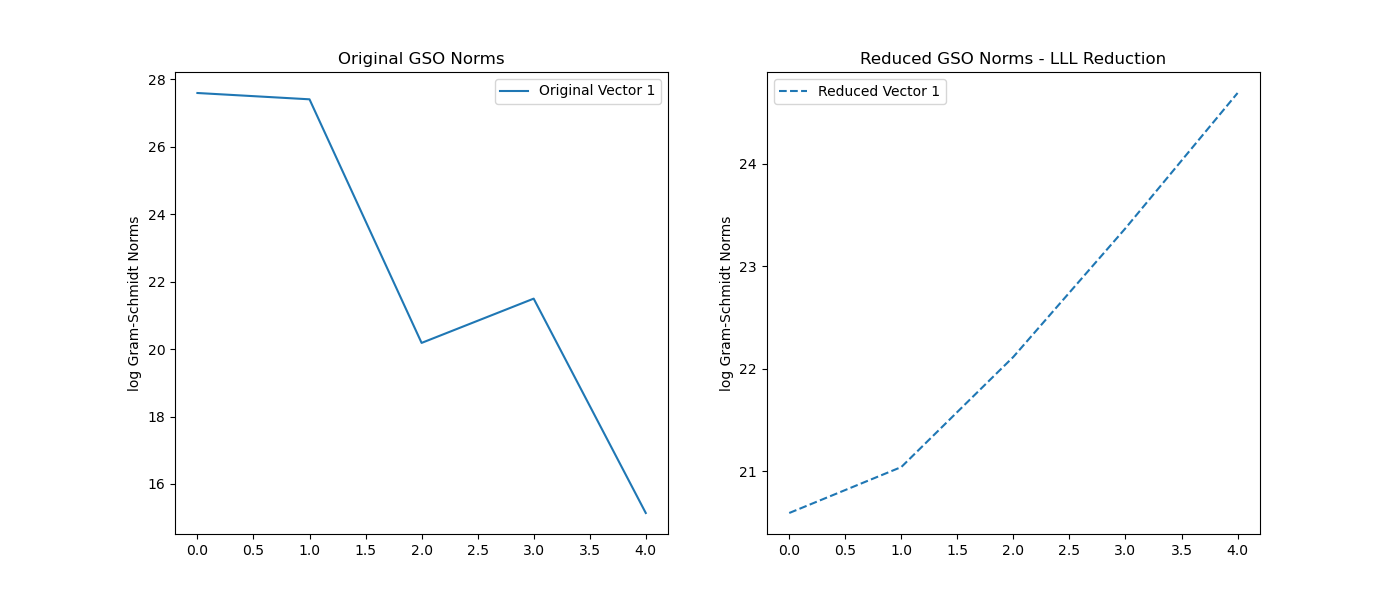 Original GSO Norms
Original Vector 1
log Gram-Schmidt Norms
28
26
24
22
20
18
16
0.0 0.5 1.0 1.5 2.0 2.5 3.0 3.5 4.0
Reduced GSO Norms - LLL Reduction
Reduced Vector 1
log Gram-Schmidt Norms
24
23
22
21
0.0 0.5 1.0 1.5 2.0 2.5 3.0 3.5 4.0